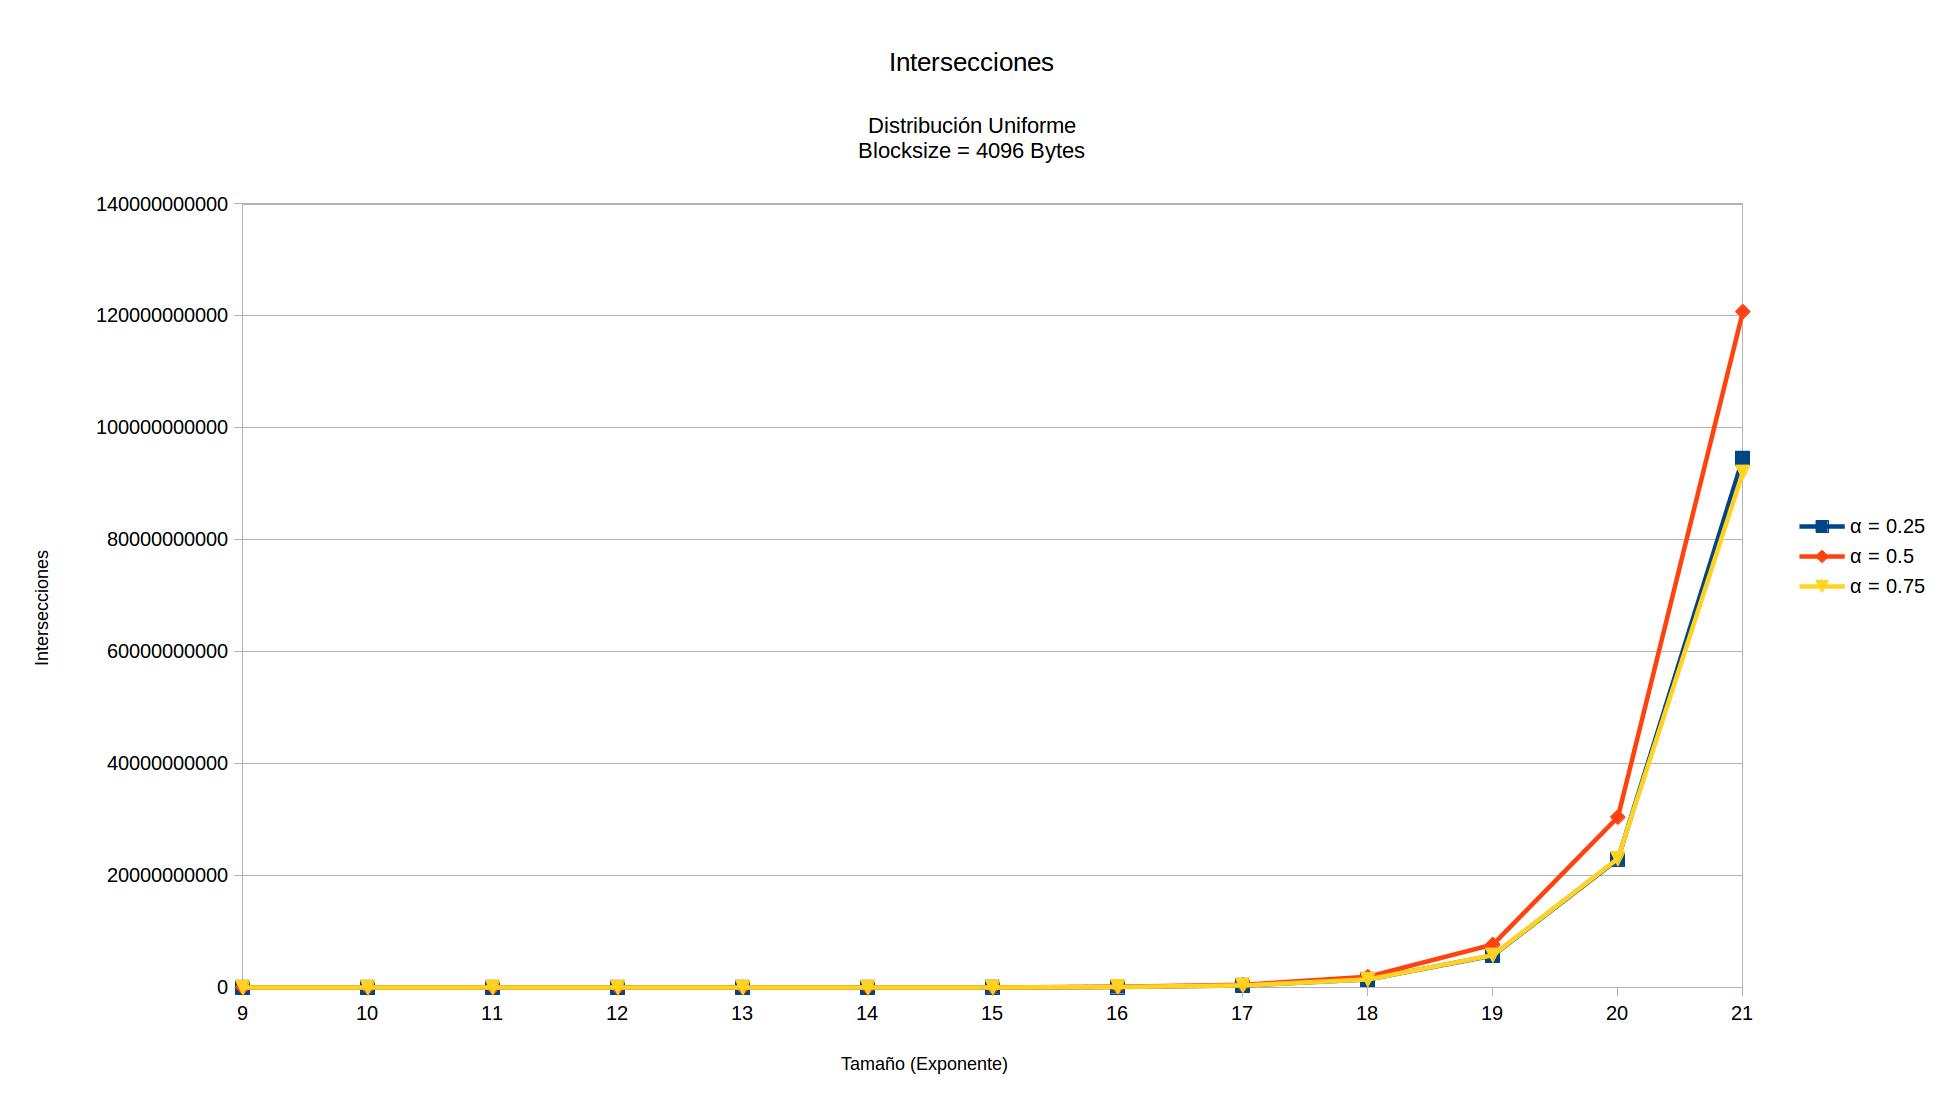 Intersecciones
Distribución Uniforme
Blocksize = 4096 Bytes
140000000000
120000000000
100000000000
80000000000
60000000000
40000000000
20000000000
0
Intersecciones
9 10 11 12 13 14 15 16 17 18 19 20 21
Tamaño (Exponente)
α = 0.25
α = 0.5
α = 0.75